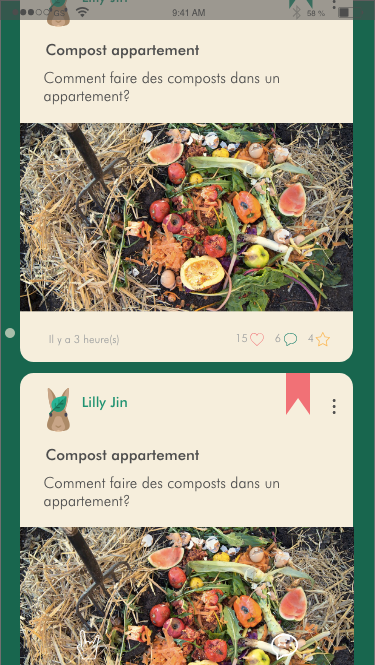 Lilly Jin
9:41 AM
58 %
Compost appartement
Comment faire des composts dans un
appartement?
Il y a 3 heure(s)
15 6 4
Lilly Jin
Compost appartement
Comment faire des composts dans un
appartement?